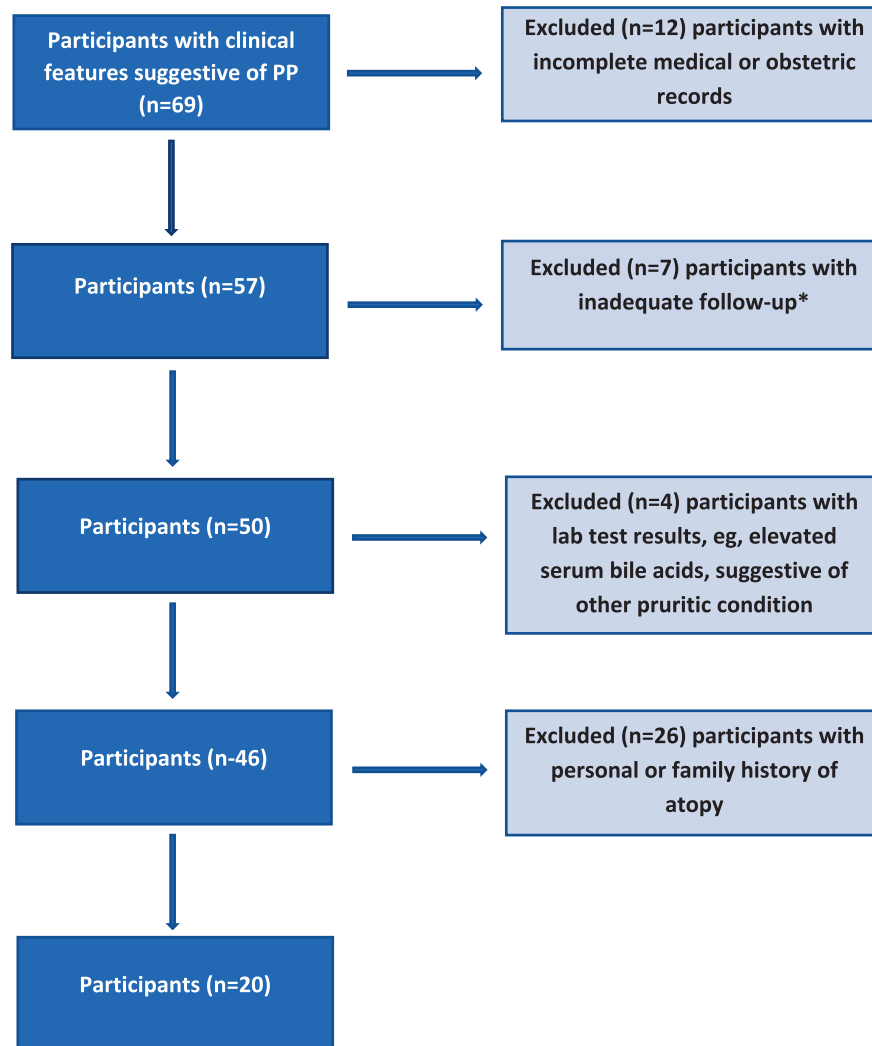 Participants with clinical
features suggestive of PP
(n=69)
Excluded (n=12) participants with
incomplete medical or obstetric
records
Participants (n=57)
Excluded (n=7) participants with
inadequate follow-up*
Participants (n=50)
Excluded (n=4) participants with
lab test results, eg, elevated
serum bile acids, suggestive of
other pruritic condition
Participants (n-46)
Excluded (n=26) participants with
personal or family history of
atopy
Participants (n=20)